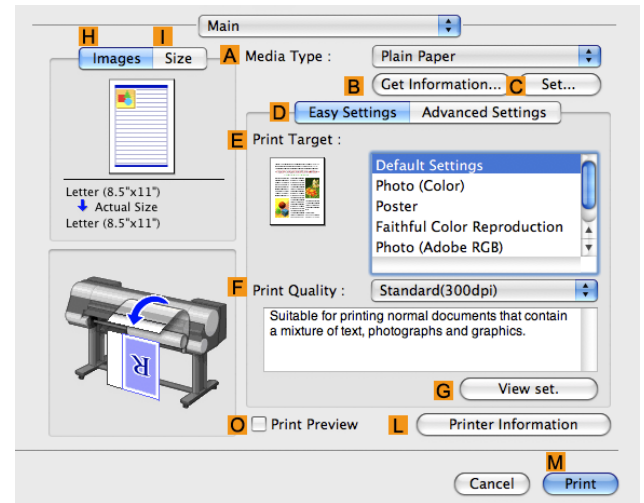 Main
H
I
Images
Size
A
Media Type :
Plain Paper
B
Get Information...
C
Set...
D
Easy Settings
Advanced Settings
E
Print Target :
Default Settings
Photo (Color)
Poster
Faithful Color Reproduction
Photo (Adobe RGB)
Letter (8.5"x11")
Actual Size
Letter (8.5"x11")
F
Print Quality :
Standard(300dpi)
Suitable for printing normal documents that contain
a mixture of text, photographs and graphics.
R
G
View set.
O
Print Preview
L
Printer Information
M
Cancel
Print